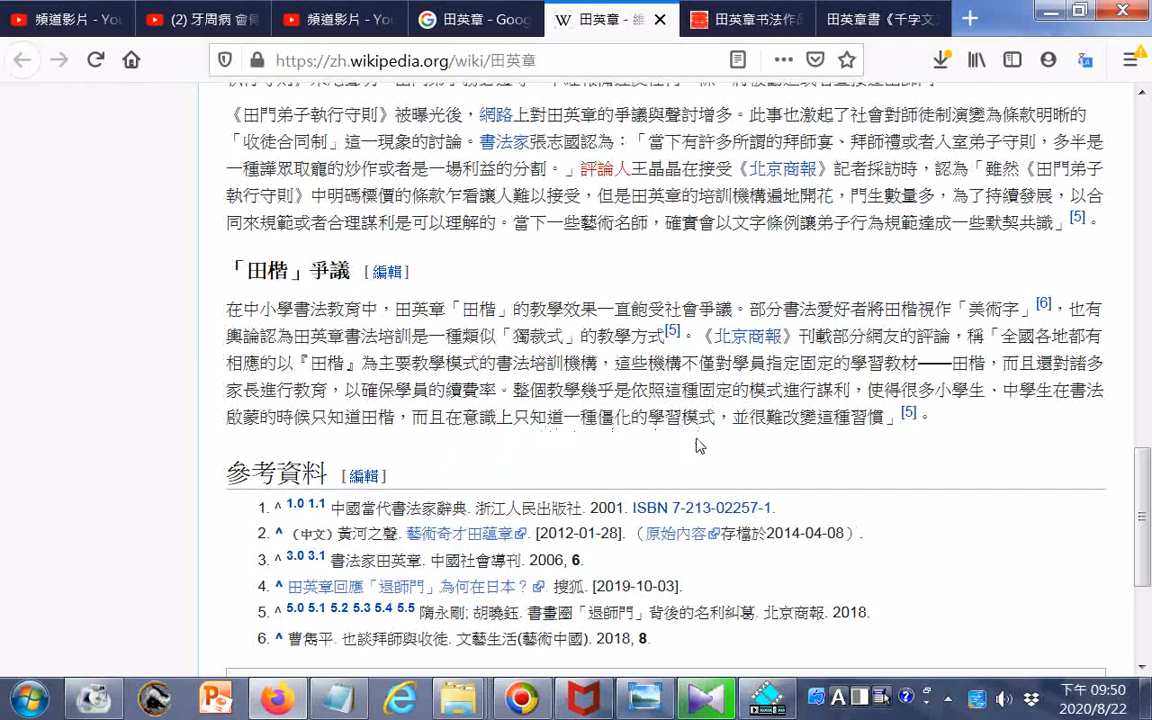 頻道影片 - You
(2) 牙周病 會傳
頻道影片 - You
田英章 - Goog
田英章 - 維
田英章书法作品
田英章書《千字文
https://zh.wikipedia.org/wiki/田英章
《田門弟子執行守則》被曝光後，網路上對田英章的爭議與聲討增多。此事也激起了社會對師徒制演變為條款明晰的
「收徒合同制」這一現象的討論。書法家張志國認為：「當下有許多所謂的拜師宴、拜師禮或者入室弟子守則，多半是
一種譁眾取寵的炒作或者是一場利益的分割。」評論人王晶晶在接受《北京商報》記者採訪時，認為「雖然《田門弟子
執行守則》中明碼標價的條款乍看讓人難以接受，但是田英章的培訓機構遍地開花，門生數量多，為了持續發展，以合
同來規範或者合理謀利是可以理解的。當下一些藝術名師，確實會以文字條例讓弟子行為規範達成一些默契共識」[5]。
「田楷」爭議 [編輯]
在中小學書法教育中，田英章「田楷」的教學效果一直飽受社會爭議。部分書法愛好者將田楷視作「美術字」[6]，也有
輿論認為田英章書法培訓是一種類似「獨裁式」的教學方式[5]。《北京商報》刊載部分網友的評論，稱「全國各地都有
相應的以『田楷』為主要教學模式的書法培訓機構，這些機構不僅對學員指定固定的學習教材——田楷，而且還對諸多
家長進行教育，以確保學員的續費率。整個教學幾乎是依照這種固定的模式進行謀利，使得很多小學生、中學生在書法
啟蒙的時候只知道田楷，而且在意識上只知道一種僵化的學習模式，並很難改變這種習慣」[5]。
參考資料 [編輯]
1. ^ 1.0 1.1 中國當代書法家辭典. 浙江人民出版社. 2001. ISBN 7-213-02257-1.
2. ^ （中文）黃河之聲. 藝術奇才田蘊章. [2012-01-28]. （原始內容存檔於2014-04-08）.
3. ^ 3.0 3.1 書法家田英章. 中國社會導刊. 2006, 6.
4. ^ 田英章回應「退師門」為何在日本？. 搜狐. [2019-10-03].
5. ^ 5.0 5.1 5.2 5.3 5.4 5.5 隋永剛; 胡曉鈺. 書畫圈「退師門」背後的名利糾葛. 北京商報. 2018.
6. ^ 曹雋平. 也談拜師與收徒. 文藝生活(藝術中國). 2018, 8.
下午 09:50
2020/8/22